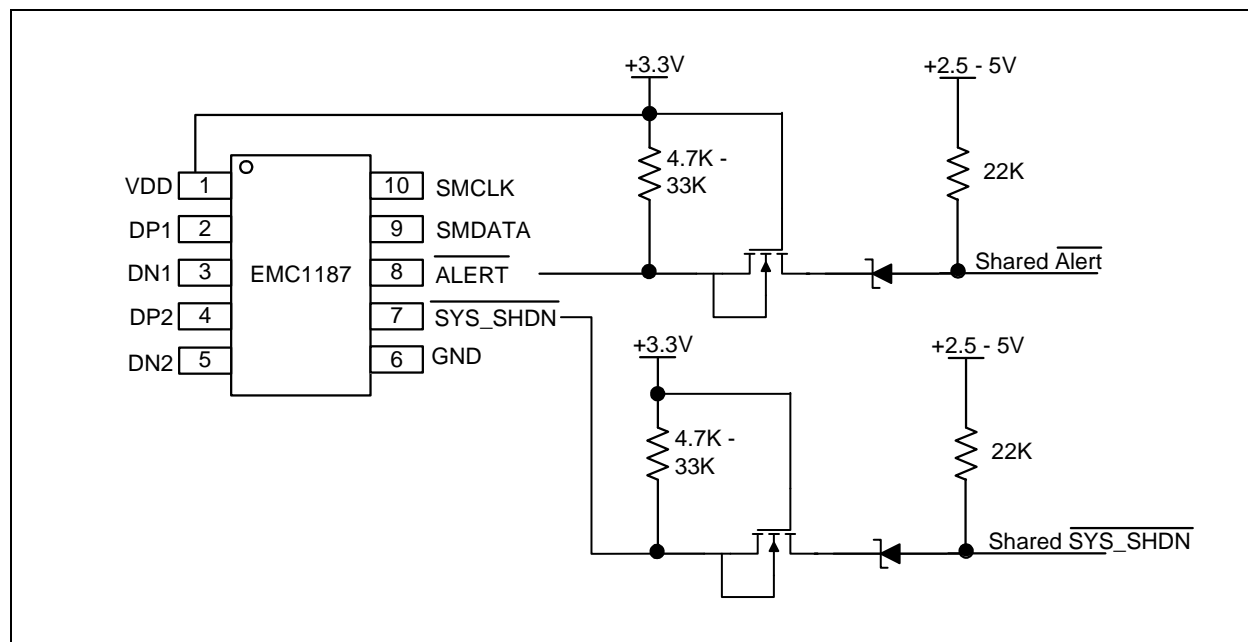 +3.3V
+2.5 - 5V
4.7K -
33K
22K
VDD 1
10 SMCLK
DP1 2
9 SMDATA
DN1 3
EMC1187
8 ALERT
Shared Alert
DP2 4
7 SYS_SHDN
DN2 5
6 GND
+3.3V
+2.5 - 5V
4.7K -
33K
22K
Shared SYS_SHDN